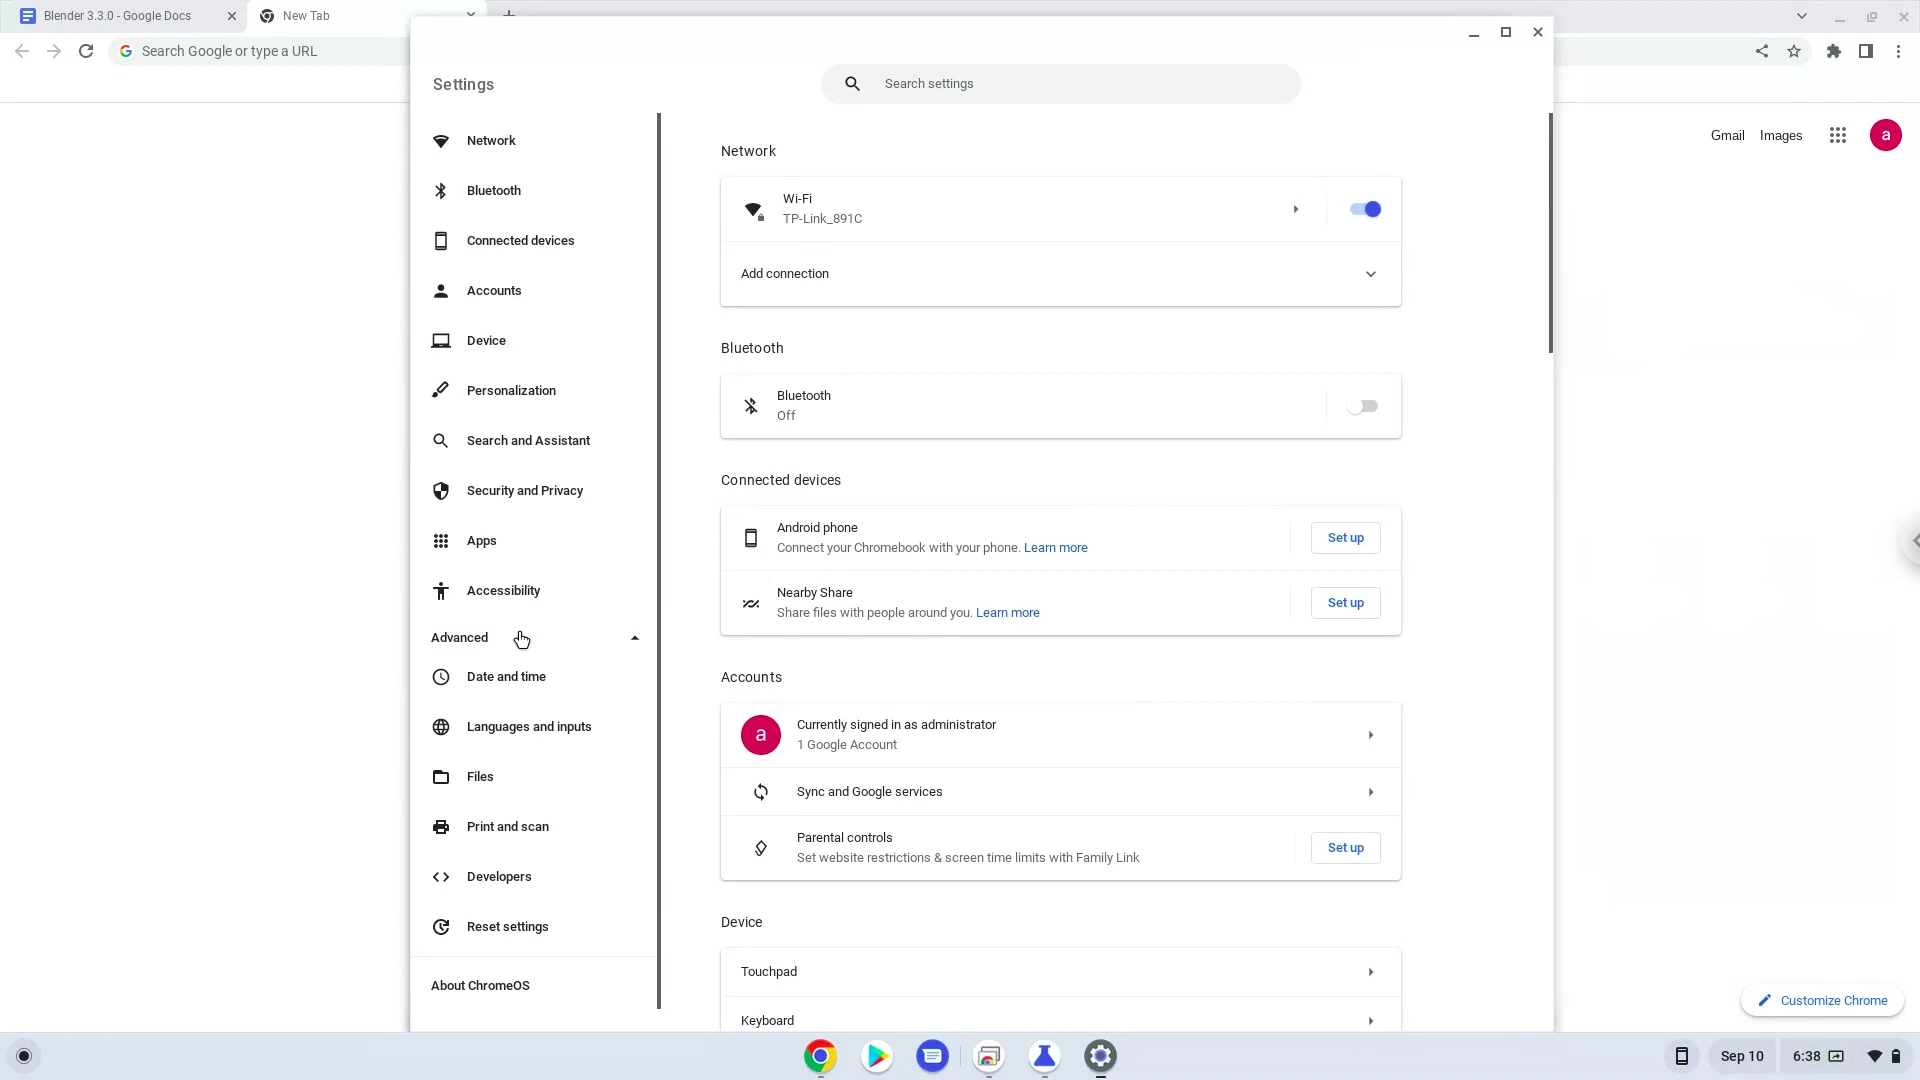 Blender 3.3.0 - Google Docs
New Tab
Search Google or type a URL
Gmail
Images
a
Settings
Search settings
Network
Bluetooth
Connected devices
Accounts
Device
Personalization
Search and Assistant
Security and Privacy
Apps
Accessibility
Advanced
Date and time
Languages and inputs
Files
Print and scan
Developers
Reset settings
About ChromeOS
Network
Wi-Fi
TP-Link_891C
Add connection
Bluetooth
Bluetooth
Off
Connected devices
Android phone
Connect your Chromebook with your phone. Learn more
Set up
Nearby Share
Share files with people around you. Learn more
Set up
Accounts
a
Currently signed in as administrator
1 Google Account
Sync and Google services
Parental controls
Set website restrictions & screen time limits with Family Link
Set up
Device
Touchpad
Keyboard
Customize Chrome
Sep 10
6:38